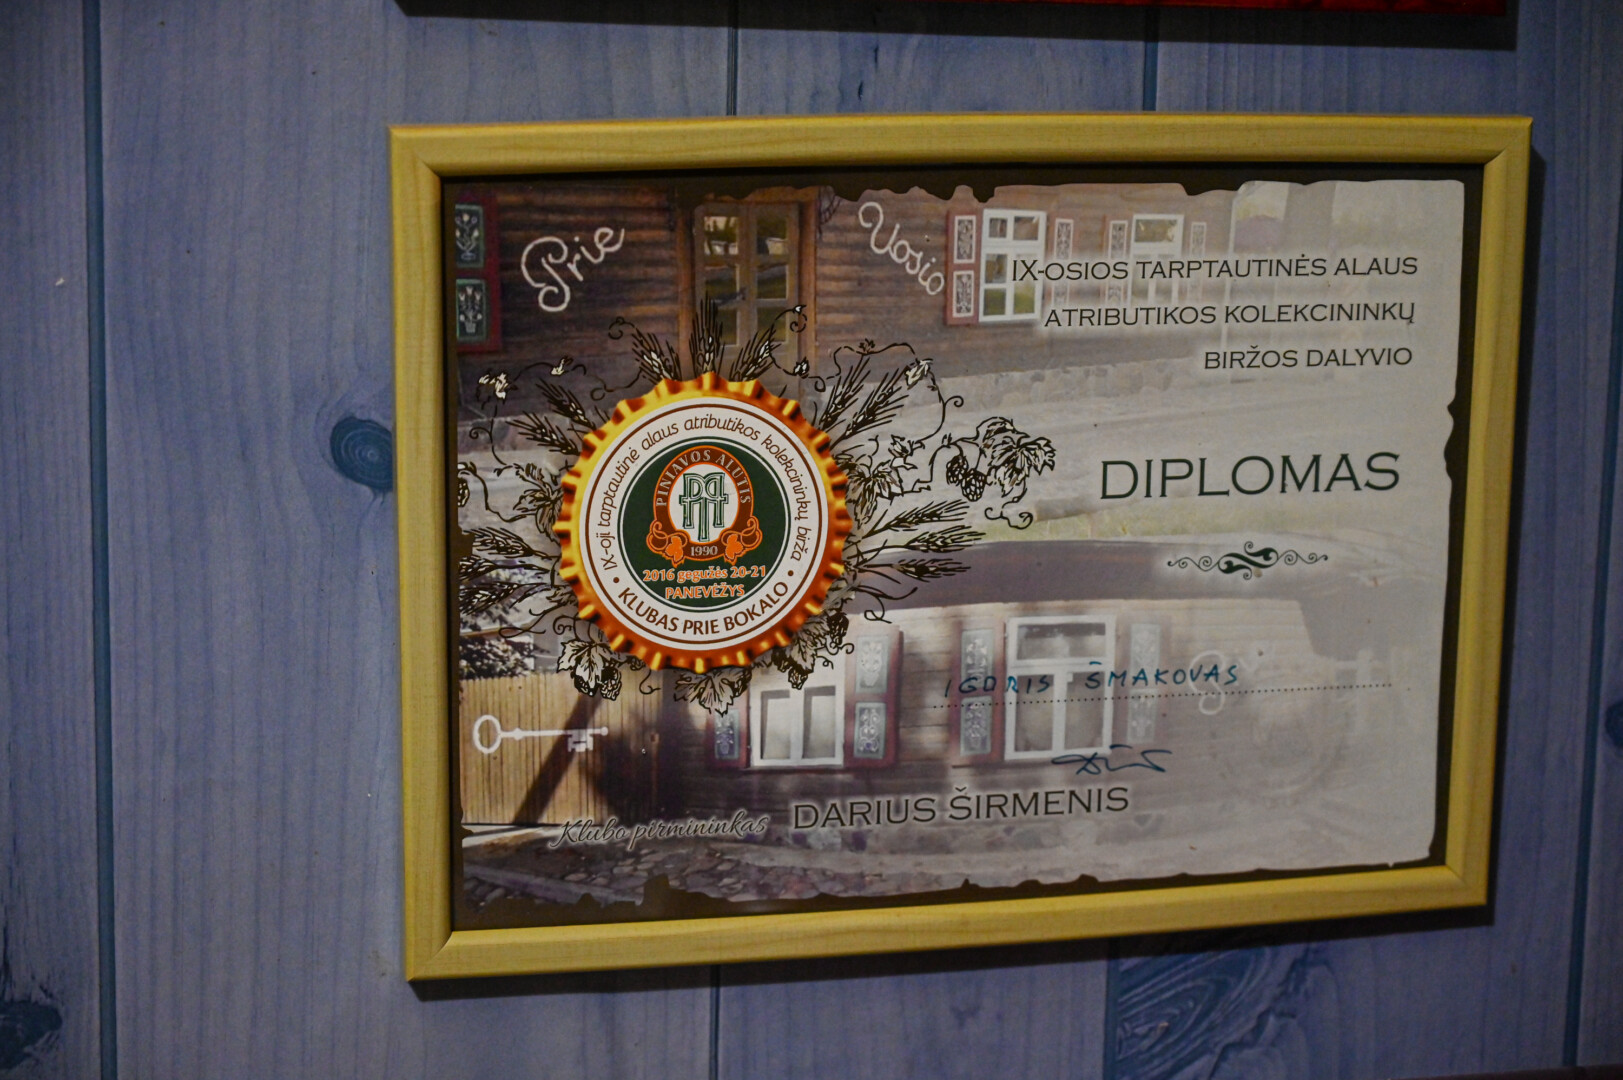 Prie Uosio
IX-OSIOS TARPTAUTINĖS ALAUS
ATRIBUTIKOS KOLEKCININKŲ
BIRŽOS DALYVIO
DIPLOMAS
IX-oji tarptautinė alaus atributikos kolekcininkų birža
PINIAVOS ALUTIS
1990
2016 gegužės 20-21
PANEVĖŽYS
• KLUBAS PRIE BOKALO •
IGORIS ŠMAKOVAS
Klubo pirmininkas DARIUS ŠIRMENIS